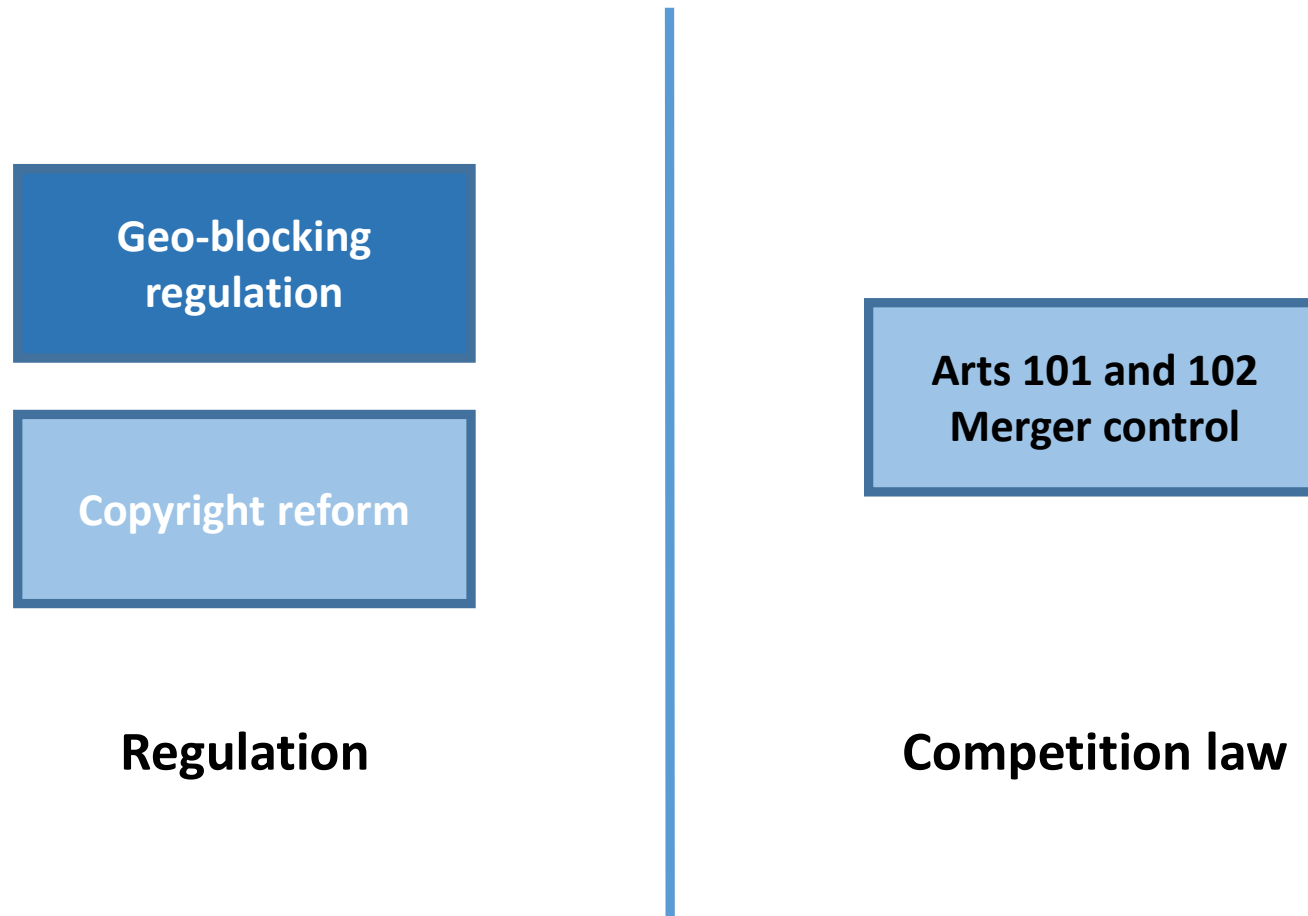 Geo-blocking
regulation
Copyright reform
Regulation
Arts 101 and 102
Merger control
Competition law